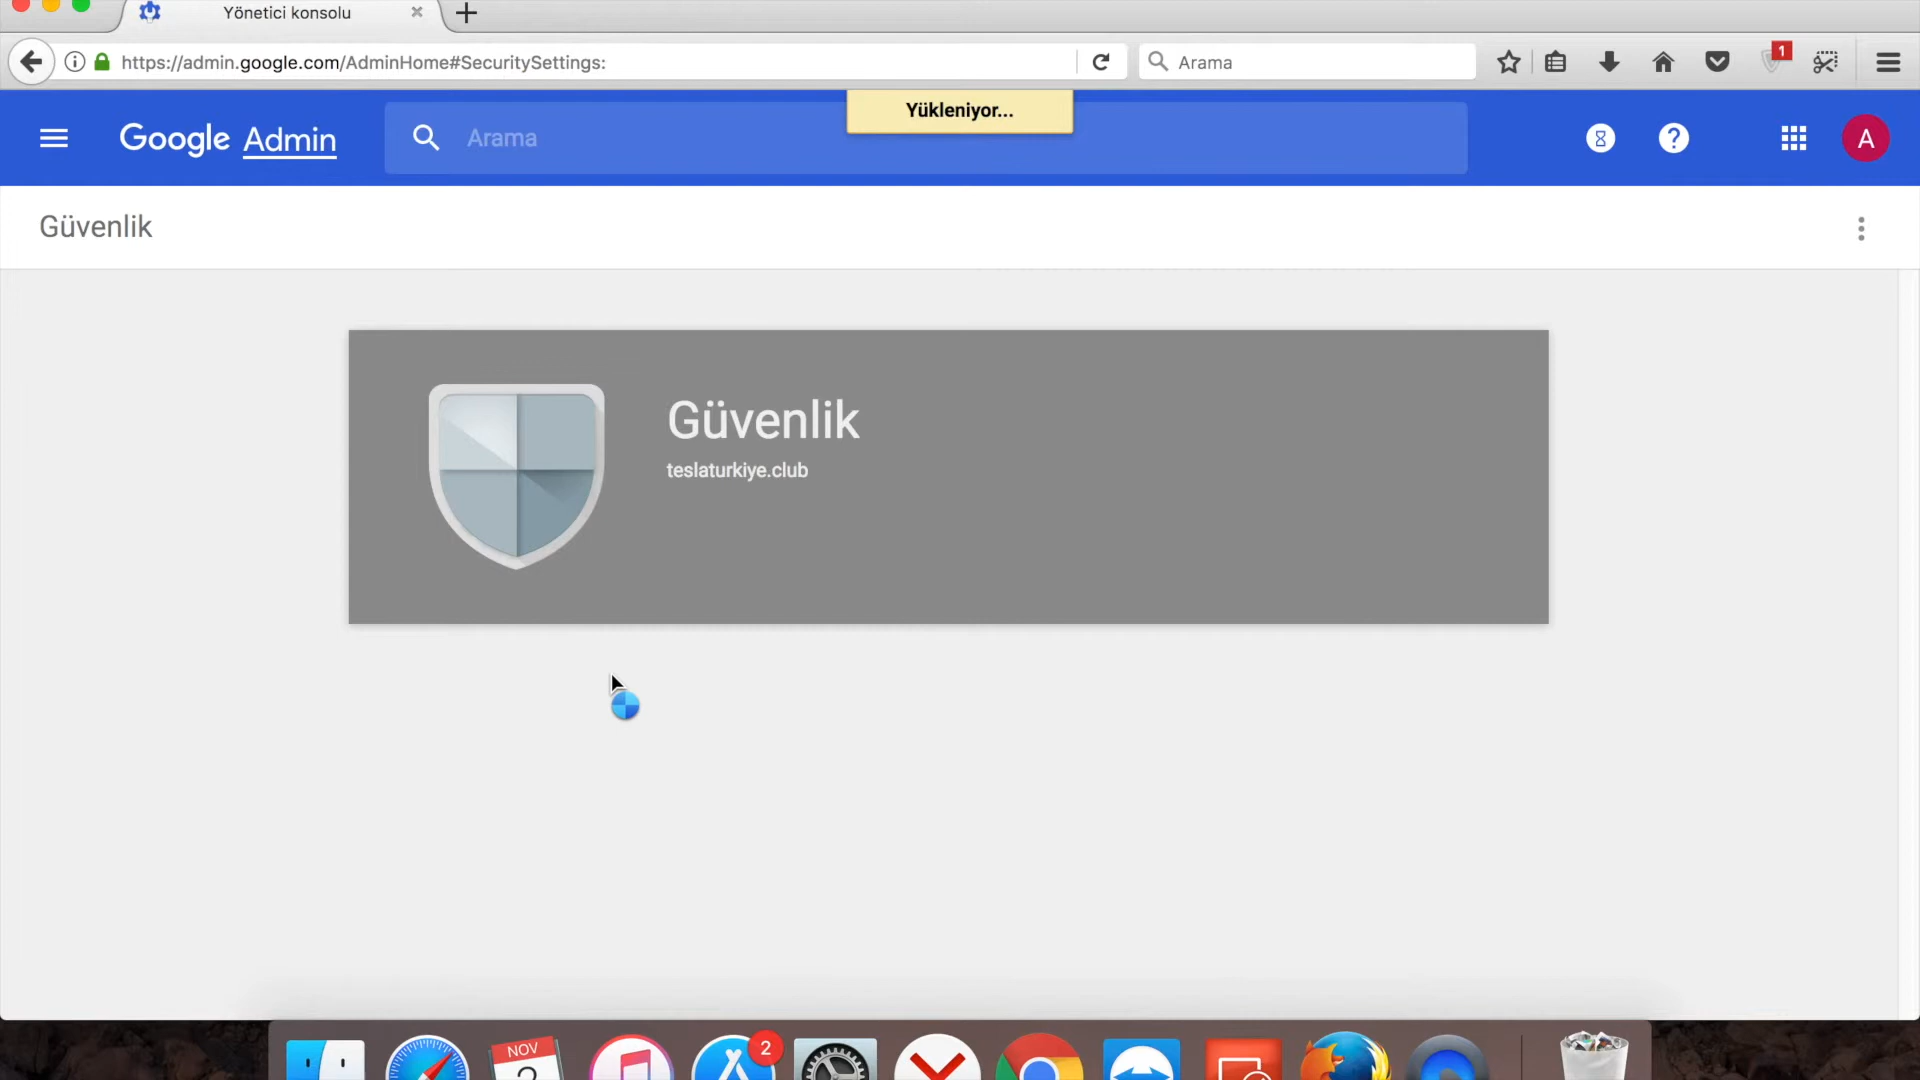 Yönetici konsolu
https://admin.google.com/AdminHome#SecuritySettings:
Arama
1
Yükleniyor...
Google Admin
Arama
A
Güvenlik
Güvenlik
teslaturkiye.club
NOV
2